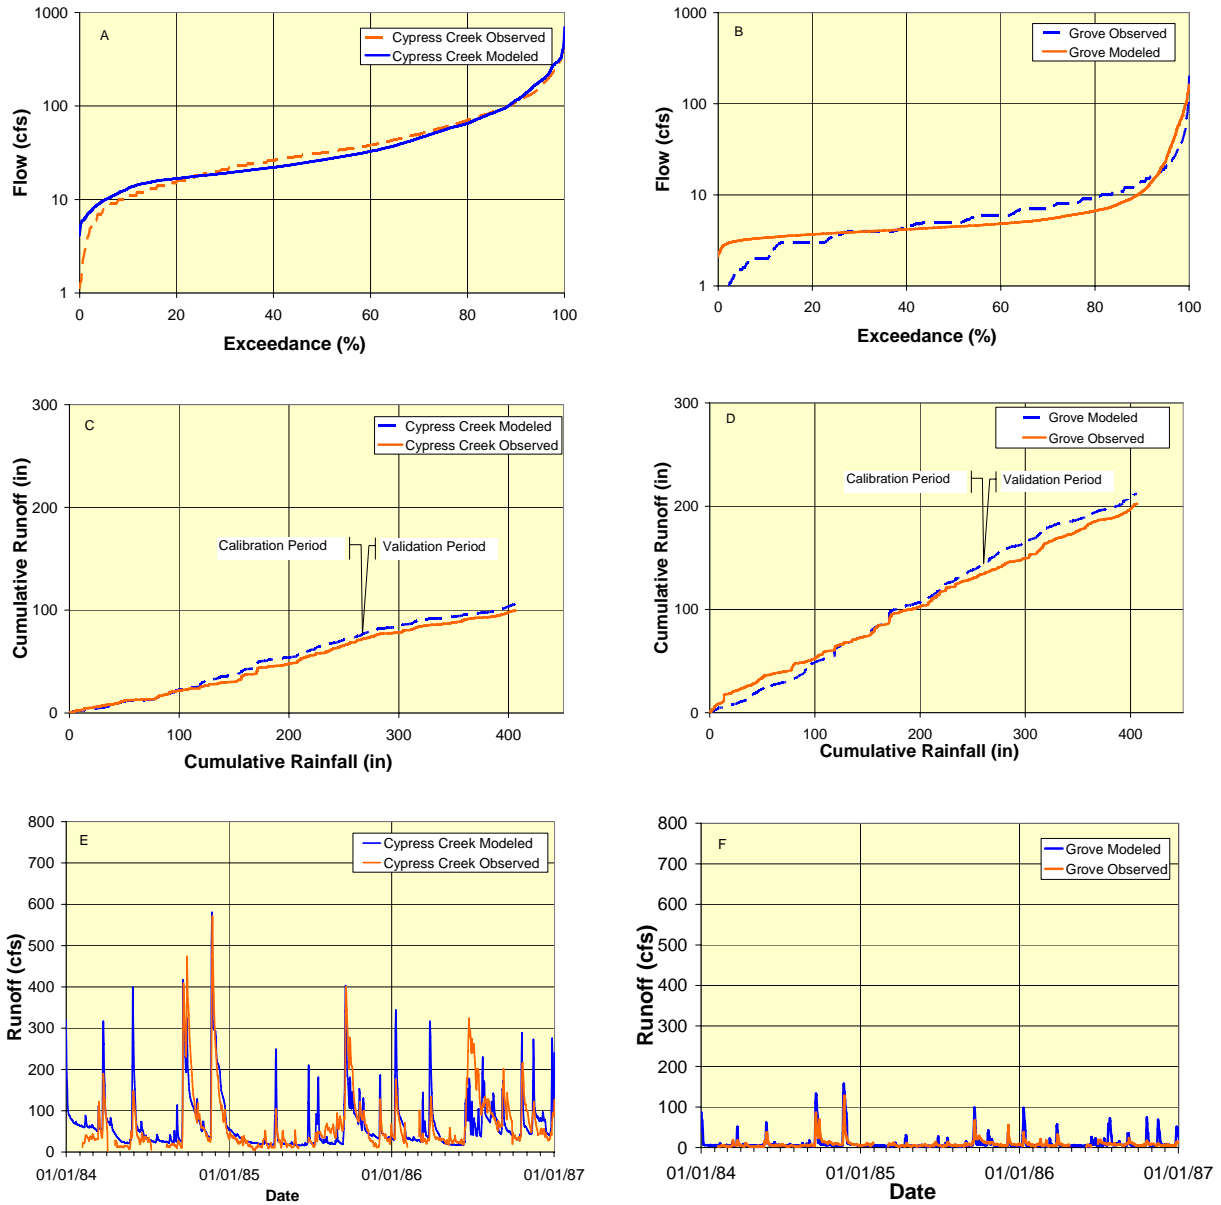 A
Cypress Creek Observed
Cypress Creek Modeled
1000
100
10
1
Flow (cfs)
0 20 40 60 80 100
Exceedance (%)
B
Grove Observed
Grove Modeled
1000
100
10
1
Flow (cfs)
0 20 40 60 80 100
Exceedance (%)
C
Cypress Creek Modeled
Cypress Creek Observed
300
200
100
0
Cumulative Runoff (in)
Calibration Period
Validation Period
0 100 200 300 400
Cumulative Rainfall (in)
D
Grove Modeled
Grove Observed
300
200
100
0
Cumulative Runoff (in)
Calibration Period
Validation Period
0 100 200 300 400
Cumulative Rainfall (in)
E
Cypress Creek Modeled
Cypress Creek Observed
800
700
600
500
400
300
200
100
0
Runoff (cfs)
01/01/84 01/01/85 01/01/86 01/01/87
Date
F
Grove Modeled
Grove Observed
800
700
600
500
400
300
200
100
0
Runoff (cfs)
01/01/84 01/01/85 01/01/86 01/01/87
Date